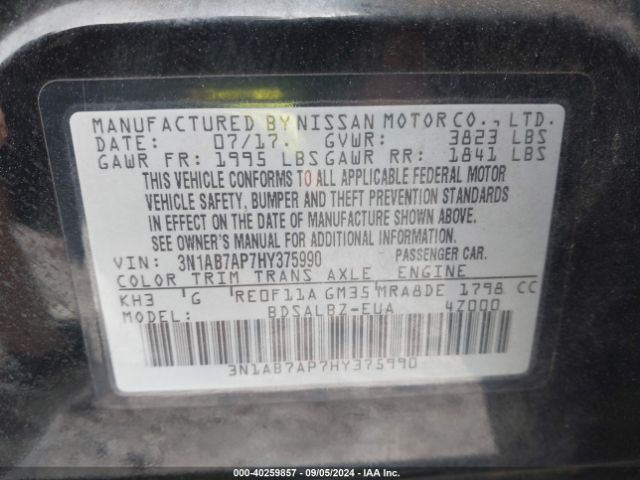 MANUFACTURED BY NISSAN MOTOR CO., LTD.
DATE: 07/17. GVWR: 3823 LBS
GAWR FR: 1995 LBS GAWR RR: 1841 LBS
THIS VEHICLE CONFORMS TO ALL APPLICABLE FEDERAL MOTOR
VEHICLE SAFETY, BUMPER AND THEFT PREVENTION STANDARDS
IN EFFECT ON THE DATE OF MANUFACTURE SHOWN ABOVE.
SEE OWNER'S MANUAL FOR ADDITIONAL INFORMATION.
VIN: 3N1AB7AP7HY375990 PASSENGER CAR.
COLOR TRIM TRANS AXLE ENGINE
KH3 G RE0F11A GM35 MRA8DE 1798 CC
MODEL: BDSALBZ-EUA 4Z000
3N1AB7AP7HY375990
000-40259857 - 09/05/2024 - IAA Inc.